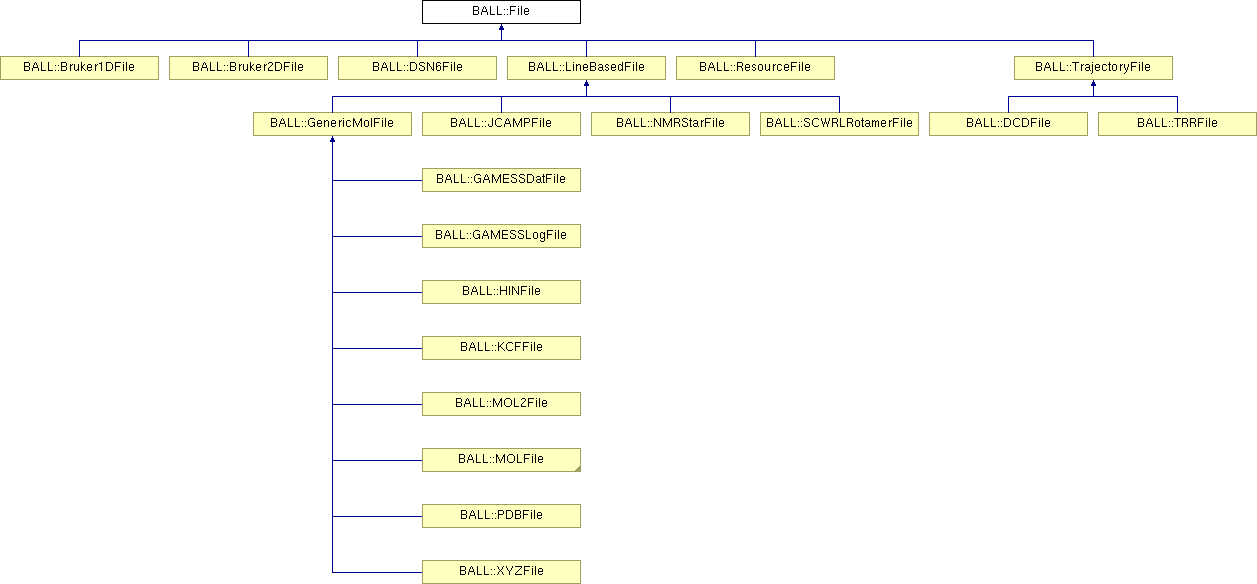 BALL::File
BALL::Bruker1DFile
BALL::Bruker2DFile
BALL::DSN6File
BALL::LineBasedFile
BALL::ResourceFile
BALL::TrajectoryFile
BALL::GenericMolFile
BALL::JCAMPFile
BALL::NMRStarFile
BALL::SCWRLRotamerFile
BALL::DCDFile
BALL::TRRFile
BALL::GAMESSDatFile
BALL::GAMESSLogFile
BALL::HINFile
BALL::KCFFile
BALL::MOL2File
BALL::MOLFile
BALL::PDBFile
BALL::XYZFile